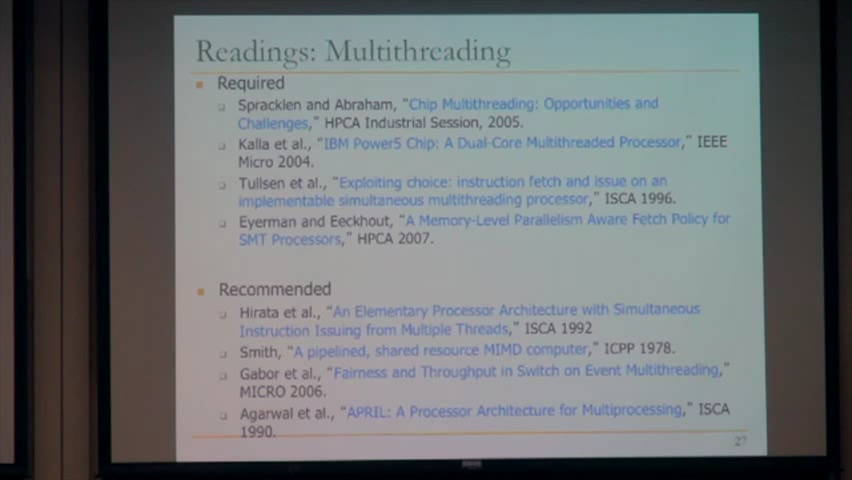 Readings: Multithreading
Required
Spracklen and Abraham, “Chip Multithreading: Opportunities and
Challenges,” HPCA Industrial Session, 2005.
Kalla et al., “IBM Power5 Chip: A Dual-Core Multithreaded Processor,” IEEE
Micro 2004.
Tullsen et al., “Exploiting choice: instruction fetch and issue on an
implementable simultaneous multithreading processor,” ISCA 1996.
Eyerman and Eeckhout, “A Memory-Level Parallelism Aware Fetch Policy for
SMT Processors,” HPCA 2007.
Recommended
Hirata et al., “An Elementary Processor Architecture with Simultaneous
Instruction Issuing from Multiple Threads,” ISCA 1992
Smith, “A pipelined, shared resource MIMD computer,” ICPP 1978.
Gabor et al., “Fairness and Throughput in Switch on Event Multithreading,”
MICRO 2006.
Agarwal et al., “APRIL: A Processor Architecture for Multiprocessing,” ISCA
1990.
27